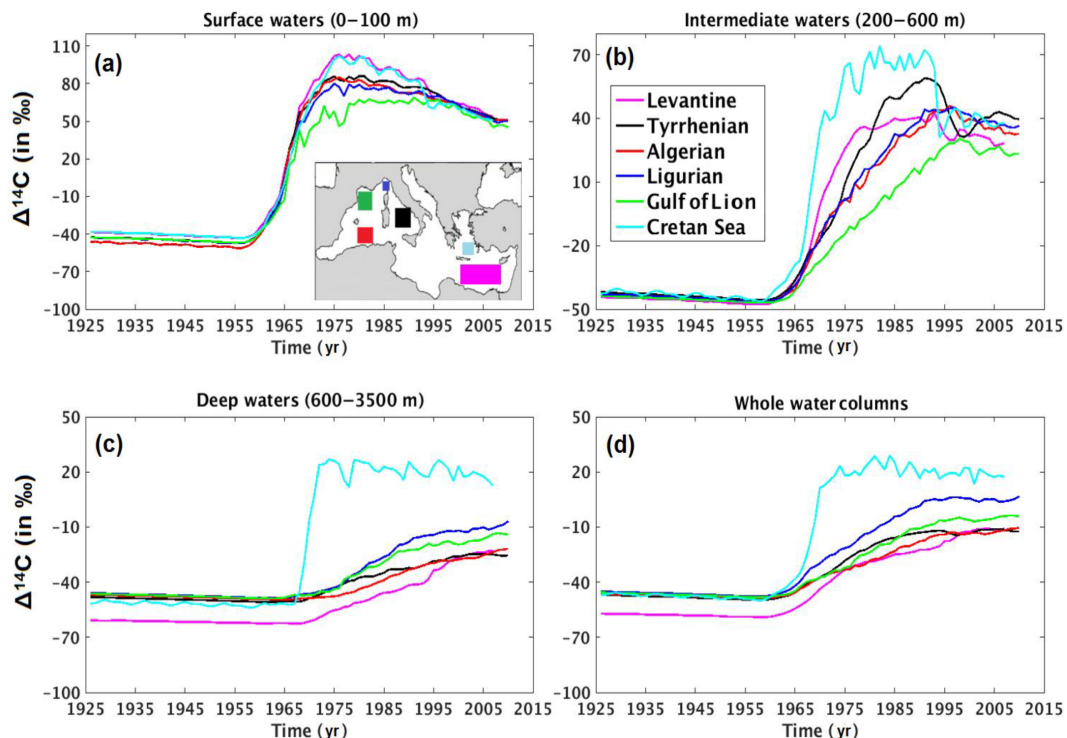 Surface waters (0−100 m)
Intermediate waters (200−600 m)
(a)
Δ¹⁴C (in ‰)
110
80
50
20
-10
-40
-70
-100
1925 1935 1945 1955 1965 1975 1985 1995 2005 2015
Time (yr)
(b)
70
40
10
-20
-50
Levantine
Tyrrhenian
Algerian
Ligurian
Gulf of Lion
Cretan Sea
1925 1935 1945 1955 1965 1975 1985 1995 2005 2015
Time (yr)
Deep waters (600−3500 m)
Whole water columns
(c)
Δ¹⁴C (in ‰)
50
20
-10
-40
-70
-100
1925 1935 1945 1955 1965 1975 1985 1995 2005 2015
Time (yr)
(d)
50
20
-10
-40
-70
-100
1925 1935 1945 1955 1965 1975 1985 1995 2005 2015
Time (yr)